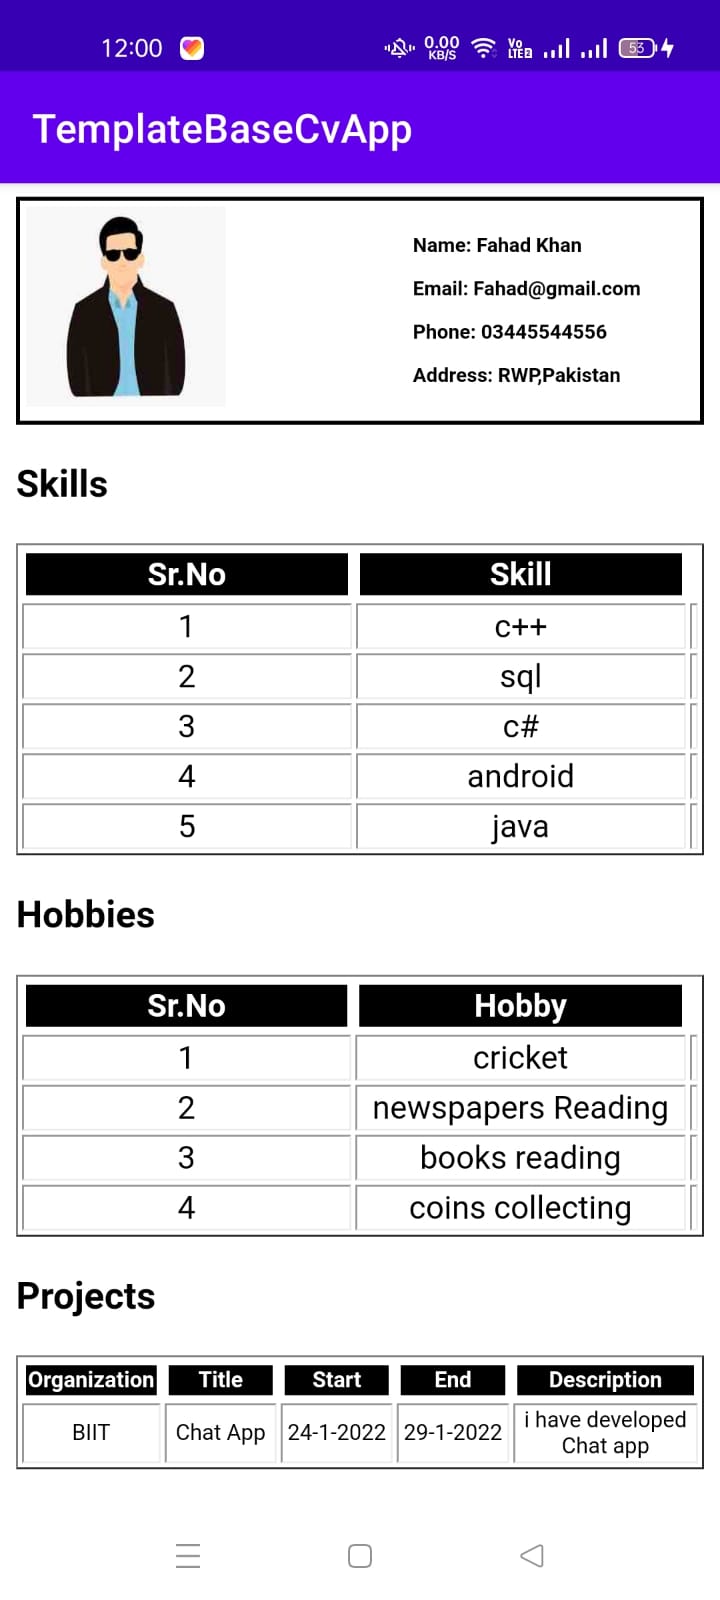 12:00 0.00 KB/S Vo LTE2 53
TemplateBaseCvApp
Name: Fahad Khan
Email: Fahad@gmail.com
Phone: 03445544556
Address: RWP,Pakistan
Skills
Sr.No Skill
1 c++
2 sql
3 c#
4 android
5 java
Hobbies
Sr.No Hobby
1 cricket
2 newspapers Reading
3 books reading
4 coins collecting
Projects
Organization Title Start End Description
BIIT Chat App 24-1-2022 29-1-2022 i have developed
Chat app